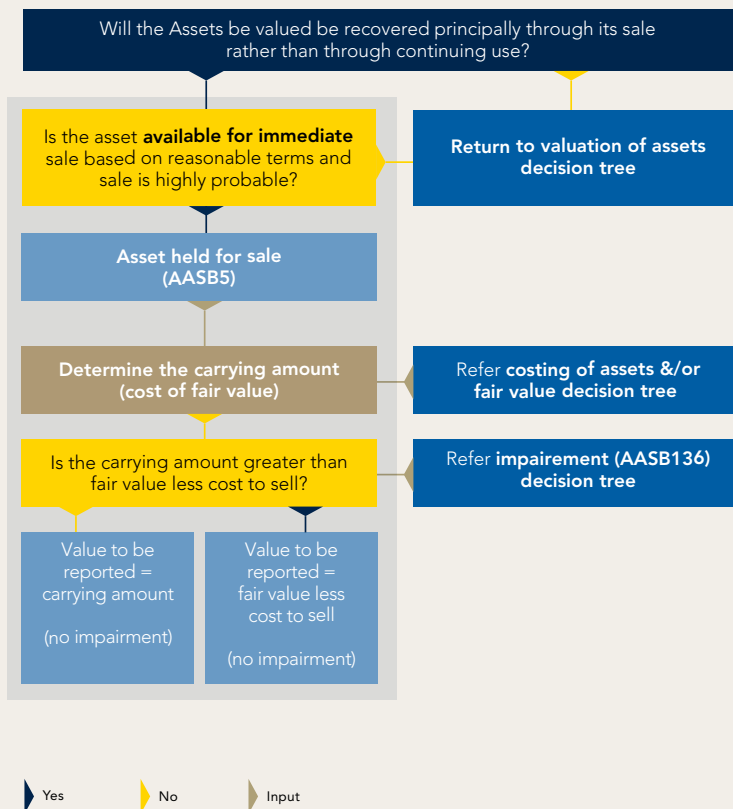 Will the Assets be valued be recovered principally through its sale
rather than through continuing use?
Is the asset available for immediate
sale based on reasonable terms and
sale is highly probable?
Return to valuation of assets
decision tree
Asset held for sale
(AASB5)
Determine the carrying amount
(cost of fair value)
Refer costing of assets &/or
fair value decision tree
Is the carrying amount greater than
fair value less cost to sell?
Refer impairement (AASB136)
decision tree
Value to be
reported =
carrying amount
(no impairment)
Value to be
reported =
fair value less
cost to sell
(no impairment)
Yes
No
Input